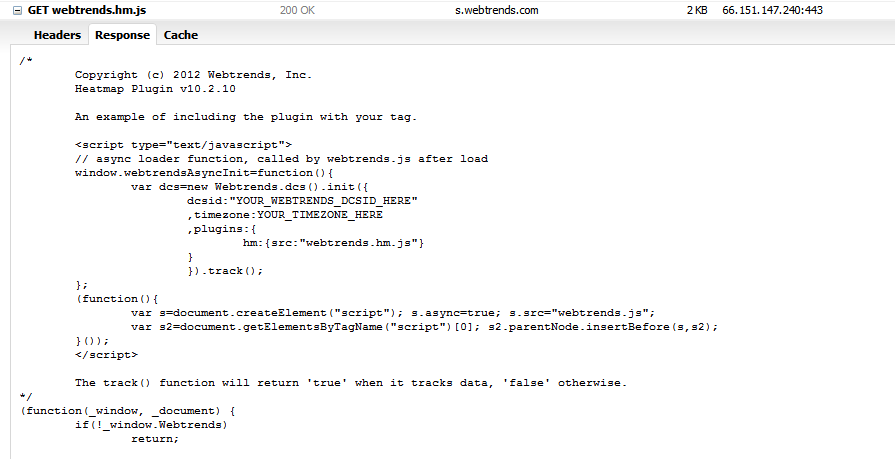 GET webtrends.hm.js 200 OK s.webtrends.com 2 KB 66.151.147.240:443
Headers Response Cache
/*
Copyright (c) 2012 Webtrends, Inc.
Heatmap Plugin v10.2.10
An example of including the plugin with your tag.
<script type="text/javascript">
// async loader function, called by webtrends.js after load
window.webtrendsAsyncInit=function(){
var dcs=new Webtrends.dcs().init({
dcsid:"YOUR_WEBTRENDS_DCSID_HERE"
,timezone:YOUR_TIMEZONE_HERE
,plugins:{
hm:{src:"webtrends.hm.js"}
}
}).track();
};
(function(){
var s=document.createElement("script"); s.async=true; s.src="webtrends.js";
var s2=document.getElementsByTagName("script")[0]; s2.parentNode.insertBefore(s,s2);
}());
</script>
The track() function will return 'true' when it tracks data, 'false' otherwise.
*/
(function(_window, _document) {
if(!_window.Webtrends)
return;